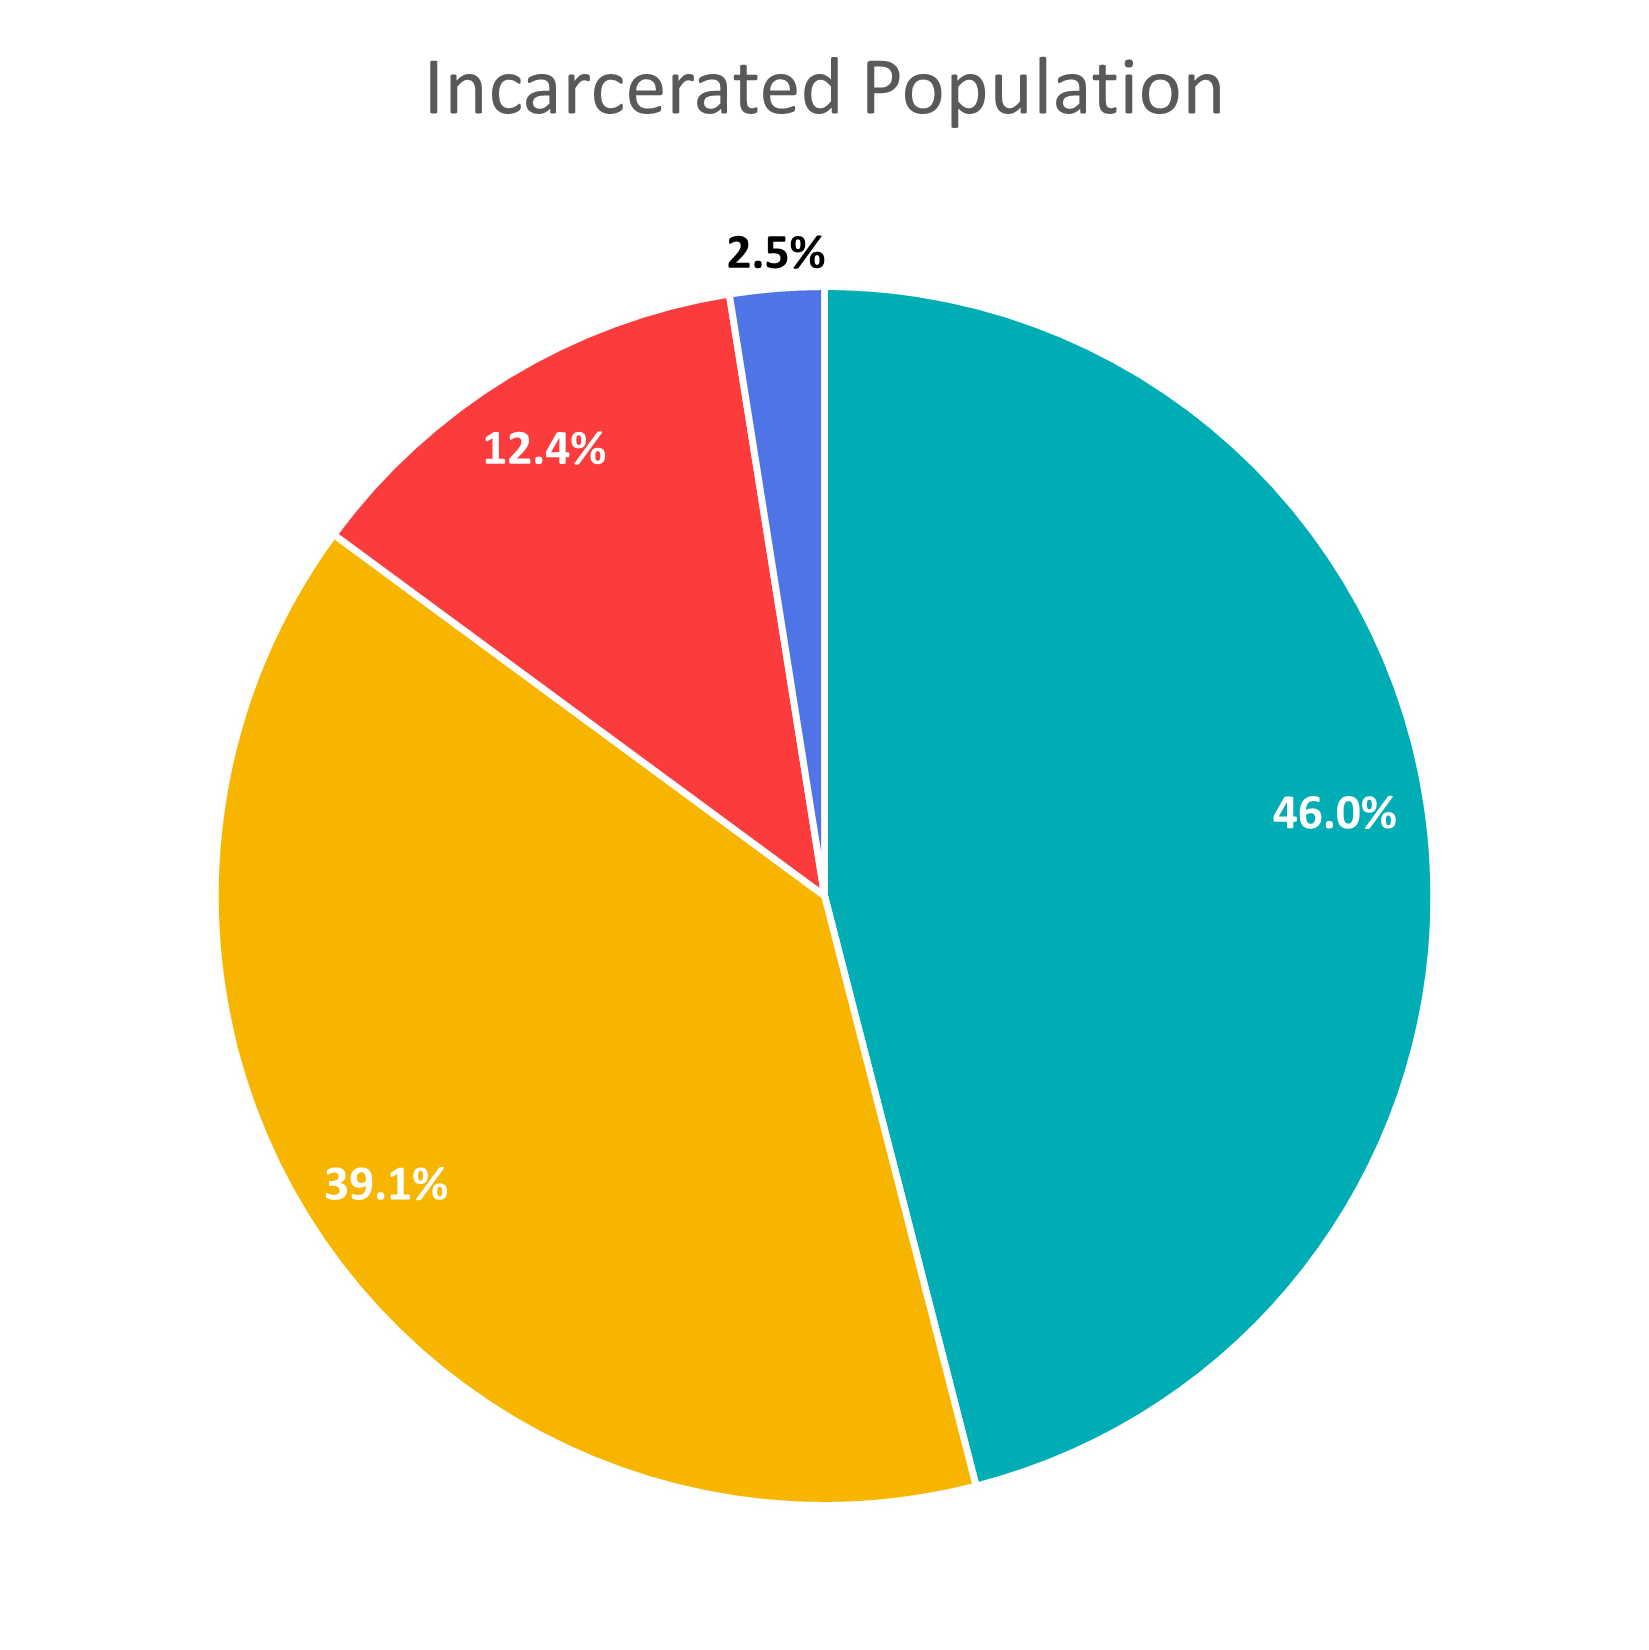 Incarcerated Population
2.5%
12.4%
46.0%
39.1%